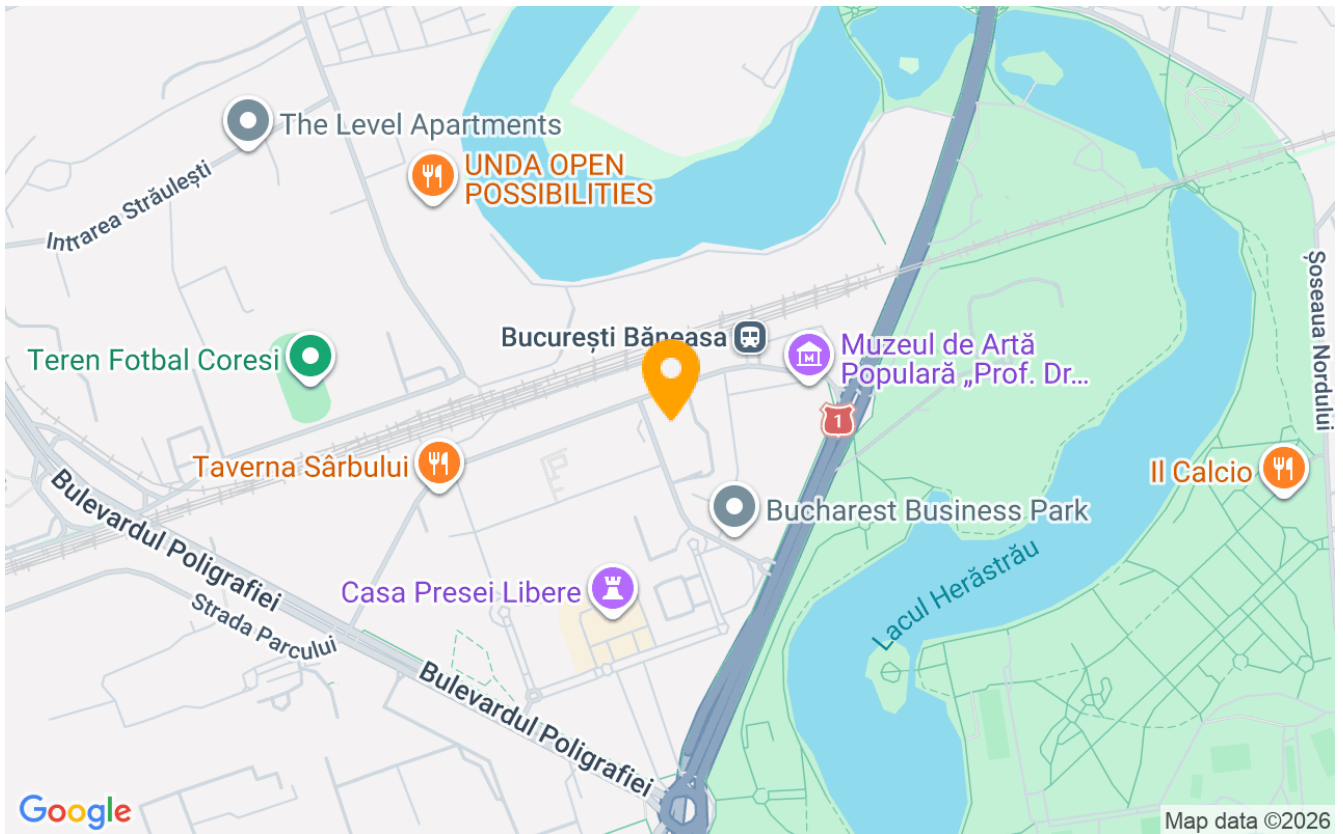 The Level Apartments
UNDA OPEN
POSSIBILITIES
Intrarea Străulești
București Băneasa
Muzeul de Artă
Populară „Prof. Dr...
Șoseaua Nordului
Teren Fotbal Coresi
1
Taverna Sârbului
Il Calcio
Bulevardul Poligrafiei
Bucharest Business Park
Lacul Herăstrău
Casa Presei Libere
Strada Parcului
Bulevardul Poligrafiei
Google
Map data ©2026